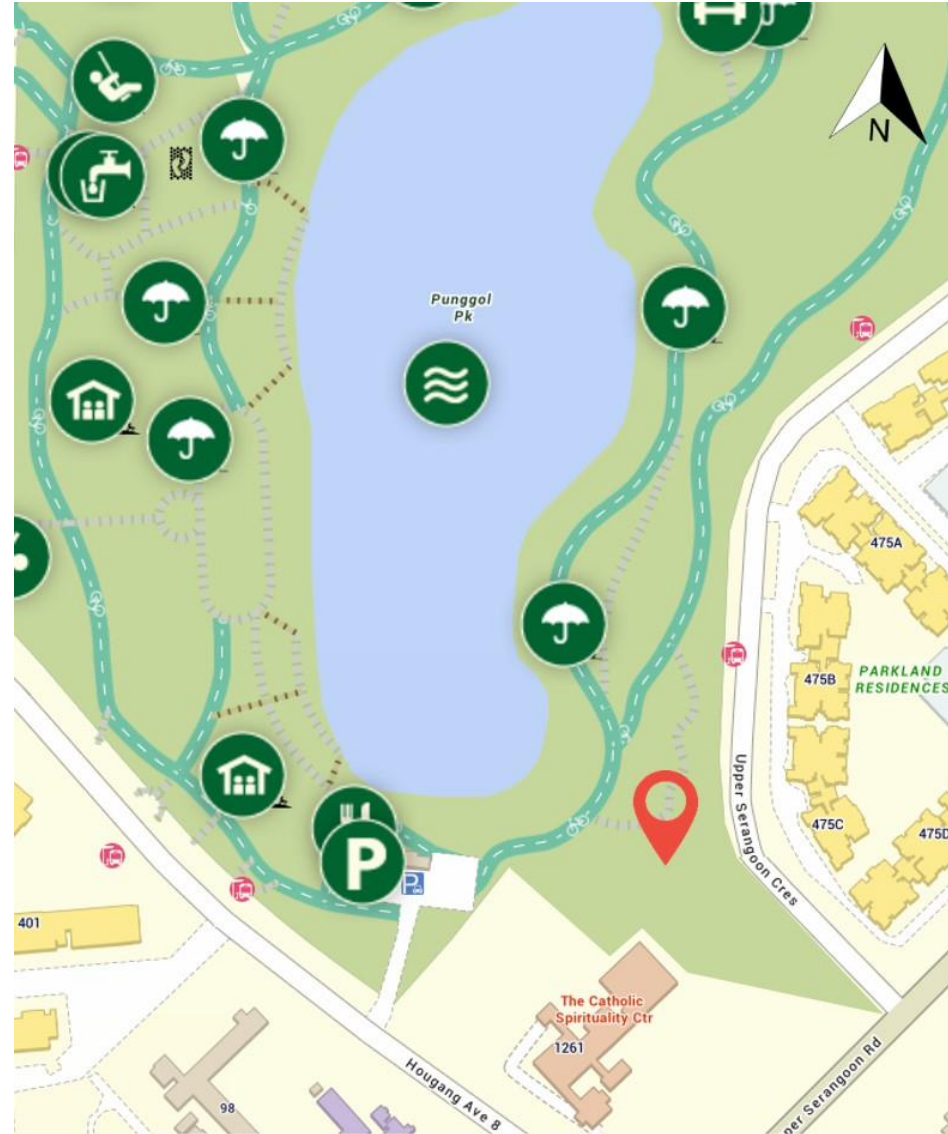 N
Punggol
Pk
475A
475B
PARKLAND
RESIDENCES
Upper Serangoon Cres
475C
475D
P
P
401
The Catholic
Spirituality Ctr
1261
Hougang Ave 8
98
per Serangoon Rd